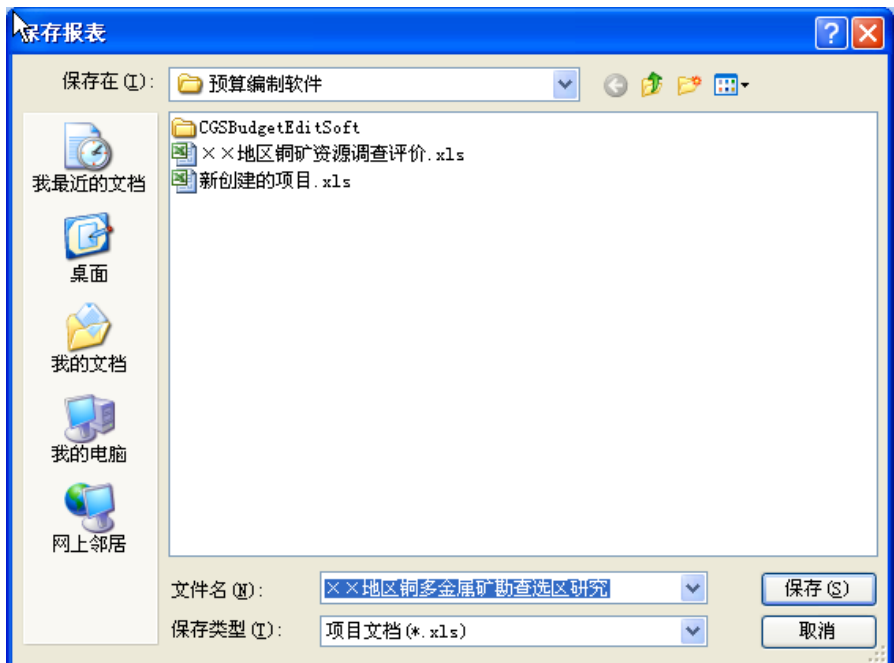 保存报表
保存在(I):
预算编制软件
CGSBudgetEditSoft
××地区铜矿资源调查评价.xls
新创建的项目.xls
我最近的文档
桌面
我的文档
我的电脑
网上邻居
文件名(N):
××地区铜多金属矿勘查选区研究
保存(S)
保存类型(T):
项目文档(*.xls)
取消